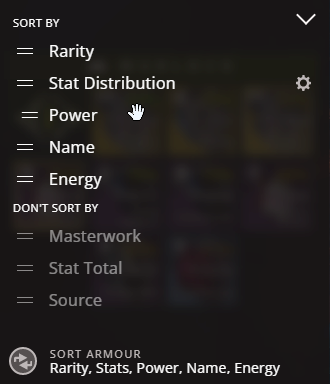 SORT BY
Rarity
Stat Distribution
Power
Name
Energy
DON'T SORT BY
Masterwork
Stat Total
Source
SORT ARMOUR
Rarity, Stats, Power, Name, Energy